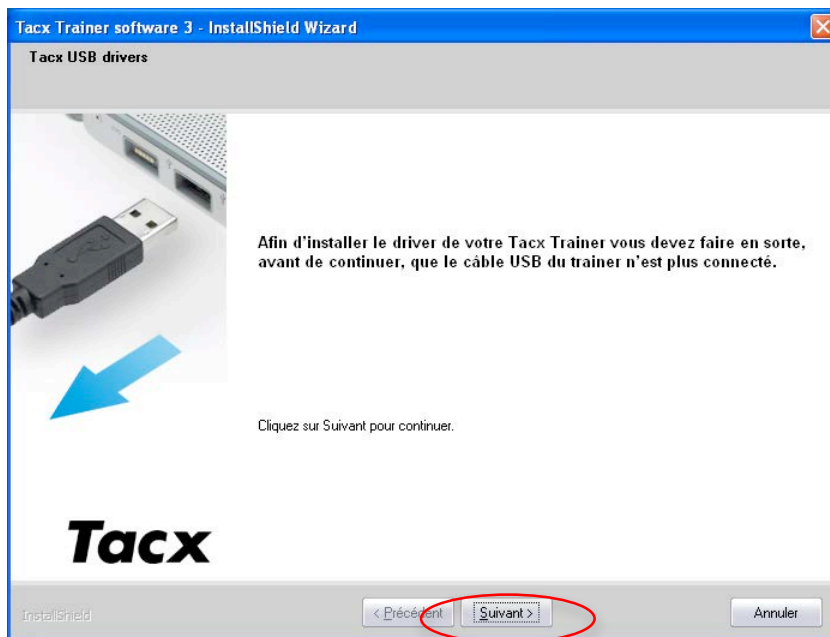 Tacx Trainer software 3 - InstallShield Wizard
Tacx USB drivers
Afin d'installer le driver de votre Tacx Trainer vous devez faire en sorte,
avant de continuer, que le câble USB du trainer n'est plus connecté.
Cliquez sur Suivant pour continuer.
Tacx
InstallShield
< Précédent
Suivant >
Annuler